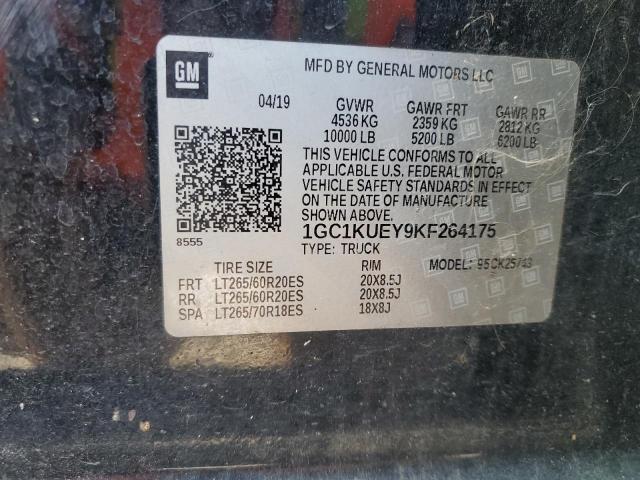 GM
MFD BY GENERAL MOTORS LLC
04/19 GVWR GAWR FRT GAWR RR
4536 KG 2359 KG 2812 KG
10000 LB 5200 LB 6200 LB
THIS VEHICLE CONFORMS TO ALL
APPLICABLE U.S. FEDERAL MOTOR
VEHICLE SAFETY STANDARDS IN EFFECT
ON THE DATE OF MANUFACTURE
SHOWN ABOVE.
8555
1GC1KUEY9KF264175
TYPE: TRUCK MODEL: 95CK25743
TIRE SIZE RIM
FRT LT265/60R20ES 20X8.5J
RR LT265/60R20ES 20X8.5J
SPA LT265/70R18ES 18X8J